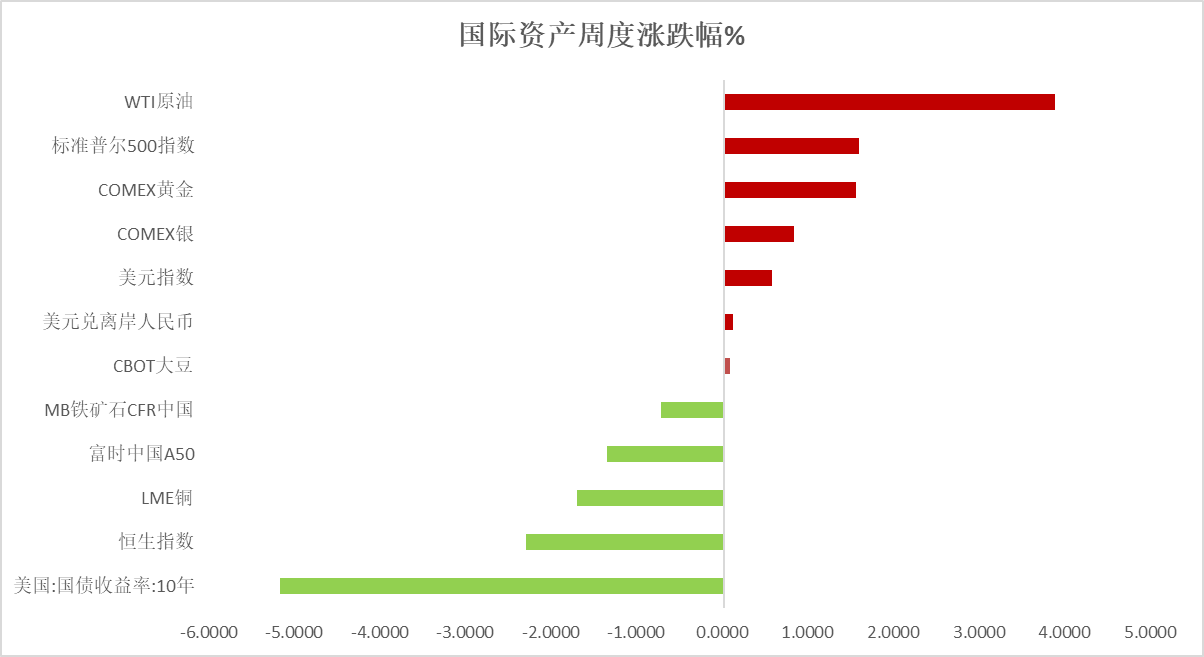 国际资产周度涨跌幅%
WTI原油
标准普尔500指数
COMEX黄金
COMEX银
美元指数
美元兑离岸人民币
CBOT大豆
MB铁矿石CFR中国
富时中国A50
LME铜
恒生指数
美国:国债收益率:10年
-6.0000 -5.0000 -4.0000 -3.0000 -2.0000 -1.0000 0.0000 1.0000 2.0000 3.0000 4.0000 5.0000